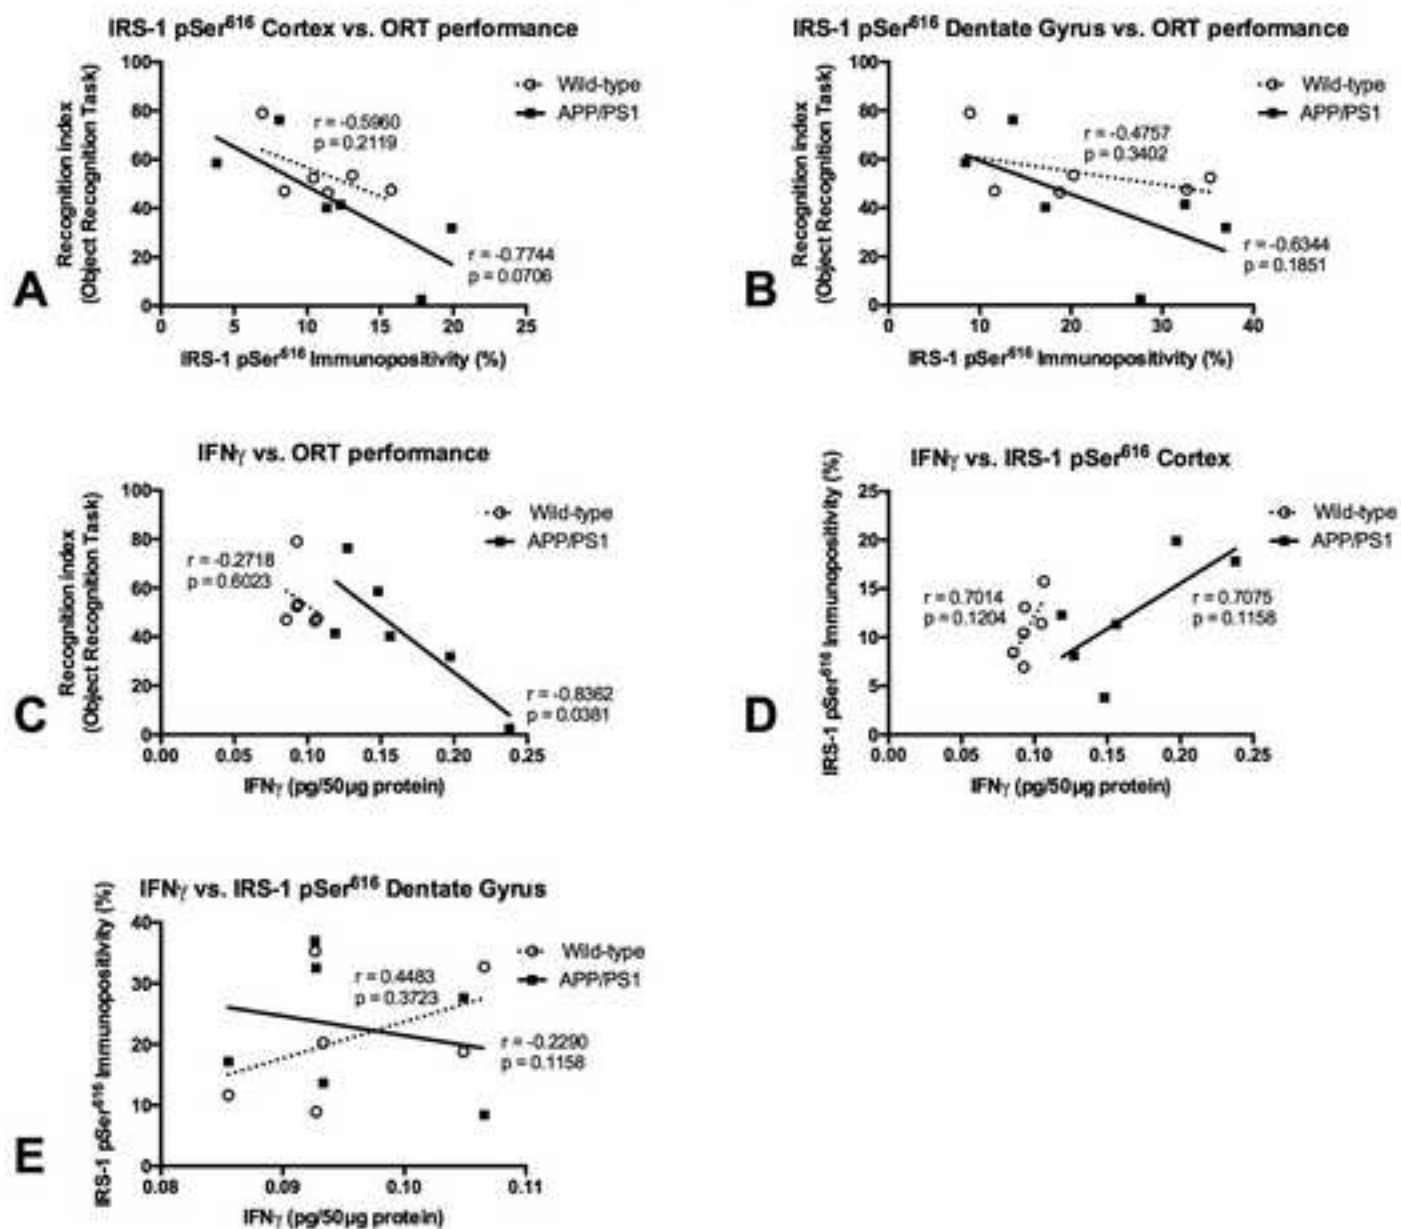 IRS-1 pSer616 Cortex vs. ORT performance
Recognition index
(Object Recognition Task)
100
80
60
40
20
0
0 5 10 15 20 25
IRS-1 pSer616 Immunopositivity (%)
Wild-type
APP/PS1
r = -0.5960
p = 0.2119
r = -0.7744
p = 0.0706
A
IRS-1 pSer616 Dentate Gyrus vs. ORT performance
Recognition index
(Object Recognition Task)
100
80
60
40
20
0
0 10 20 30 40
IRS-1 pSer616 Immunopositivity (%)
Wild-type
APP/PS1
r = -0.4757
p = 0.3402
r = -0.6344
p = 0.1851
B
IFNγ vs. ORT performance
Recognition index
(Object Recognition Task)
100
80
60
40
20
0
0.00 0.05 0.10 0.15 0.20 0.25
IFNγ (pg/50µg protein)
Wild-type
APP/PS1
r = -0.2718
p = 0.6023
r = -0.8362
p = 0.0381
C
IFNγ vs. IRS-1 pSer616 Cortex
IRS-1 pSer616 Immunopositivity (%)
25
20
15
10
5
0
0.00 0.05 0.10 0.15 0.20 0.25
IFNγ (pg/50µg protein)
Wild-type
APP/PS1
r = 0.7014
p = 0.1204
r = 0.7075
p = 0.1158
D
IFNγ vs. IRS-1 pSer616 Dentate Gyrus
IRS-1 pSer616 Immunopositivity (%)
40
30
20
10
0
0.08 0.09 0.10 0.11
IFNγ (pg/50µg protein)
Wild-type
APP/PS1
r = 0.4483
p = 0.3723
r = -0.2290
p = 0.1158
E